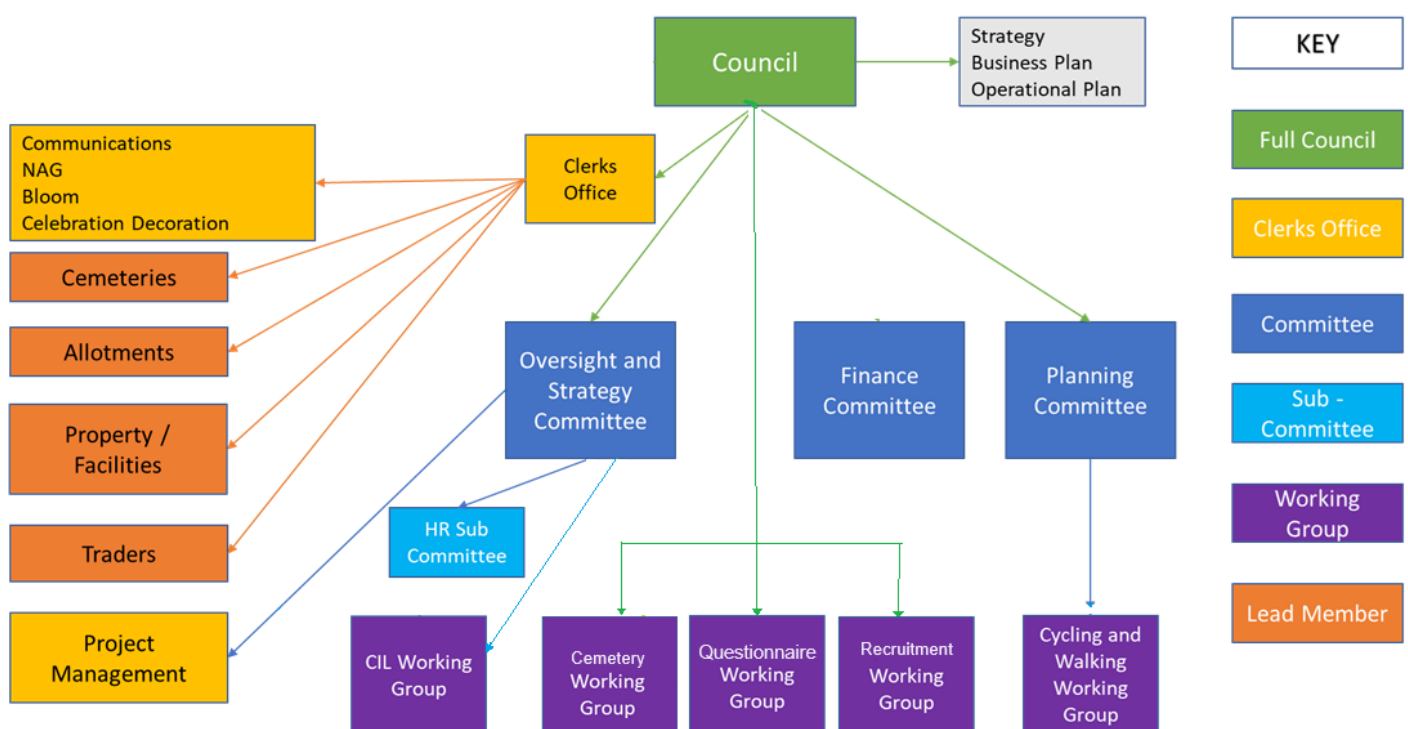 Council
Strategy
Business Plan
Operational Plan
KEY
Full Council
Clerks Office
Committee
Sub -
Committee
Working
Group
Lead Member
Communications
NAG
Bloom
Celebration Decoration
Clerks
Office
Cemeteries
Allotments
Property /
Facilities
Traders
Project
Management
Oversight and
Strategy
Committee
Finance
Committee
Planning
Committee
HR Sub
Committee
CIL Working
Group
Cemetery
Working
Group
Questionnaire
Working
Group
Recruitment
Working
Group
Cycling and
Walking
Working
Group